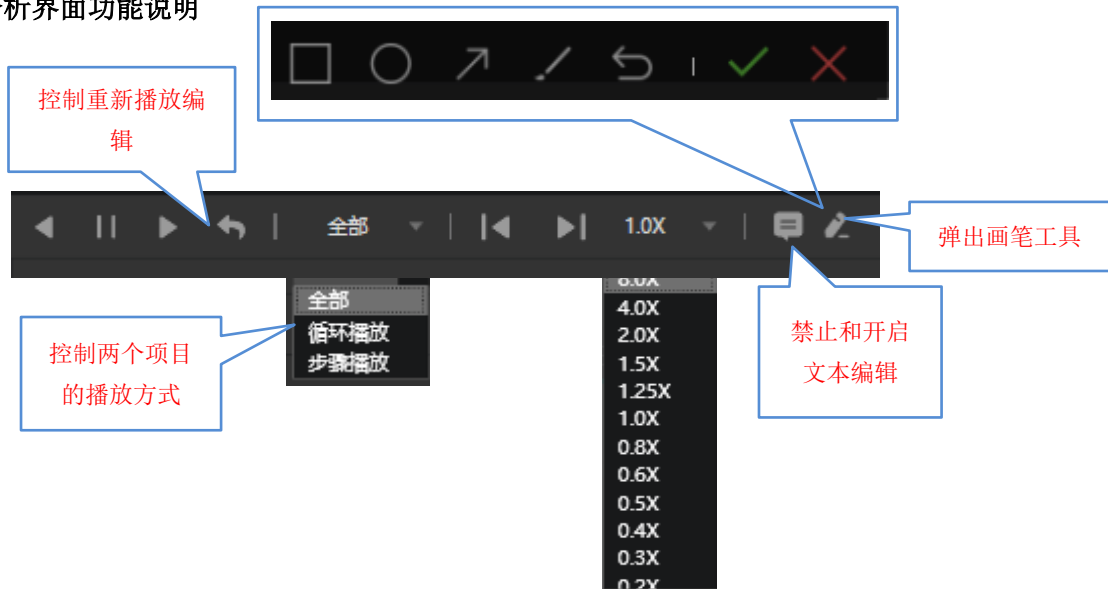 析界面功能说明
控制重新播放编
辑
全部
1.0X
弹出画笔工具
全部
循环播放
步骤播放
控制两个项目
的播放方式
8.0X
4.0X
2.0X
1.5X
1.25X
1.0X
0.8X
0.6X
0.5X
0.4X
0.3X
0.2X
禁止和开启
文本编辑